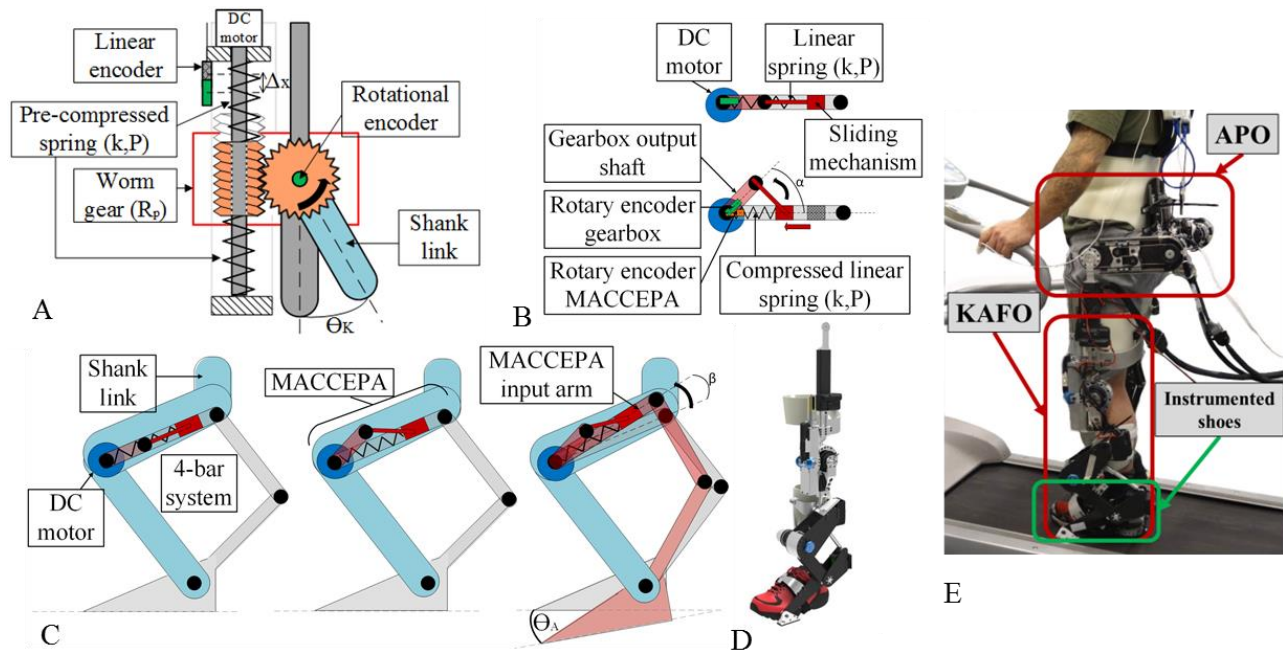 A
DC
motor
Linear
encoder
Δx
Pre-compressed
spring (k,P)
Rotational
encoder
Worm
gear (Rp)
Shank
link
ΘK
B
DC
motor
Linear
spring (k,P)
Gearbox output
shaft
Sliding
mechanism
α
Rotary encoder
gearbox
Rotary encoder
MACCEPA
Compressed linear
spring (k,P)
C
Shank
link
MACCEPA
MACCEPA
input arm
β
4-bar
system
DC
motor
ΘA
D
APO
KAFO
Instrumented
shoes
E